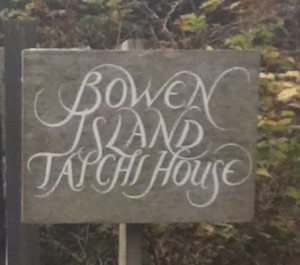 BOWEN
ISLAND
TAI CHI HOUSE